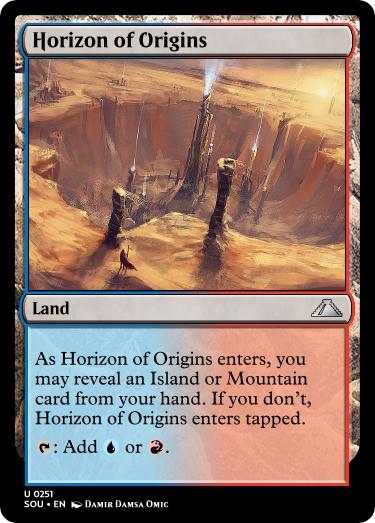 Horizon of Origins
Land
As Horizon of Origins enters, you
may reveal an Island or Mountain
card from your hand. If you don't,
Horizon of Origins enters tapped.
: Add or .
U 0251
SOU • EN DAMIR DAMSA OMIC